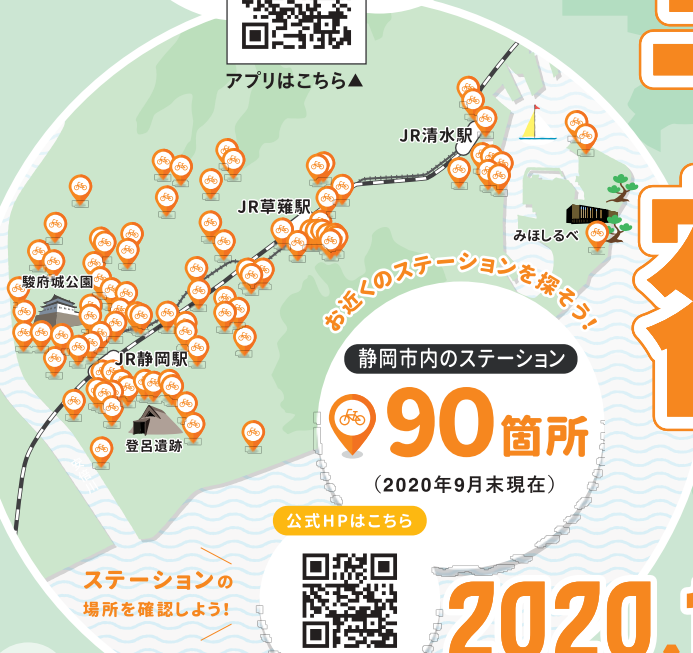 アプリはこちら▲
JR清水駅
JR草薙駅
みほしるべ
駿府城公園
お近くのステーションを探そう!
JR静岡駅
静岡市内のステーション
90箇所
(2020年9月末現在)
登呂遺跡
公式HPはこちら
ステーションの
場所を確認しよう!
2020.